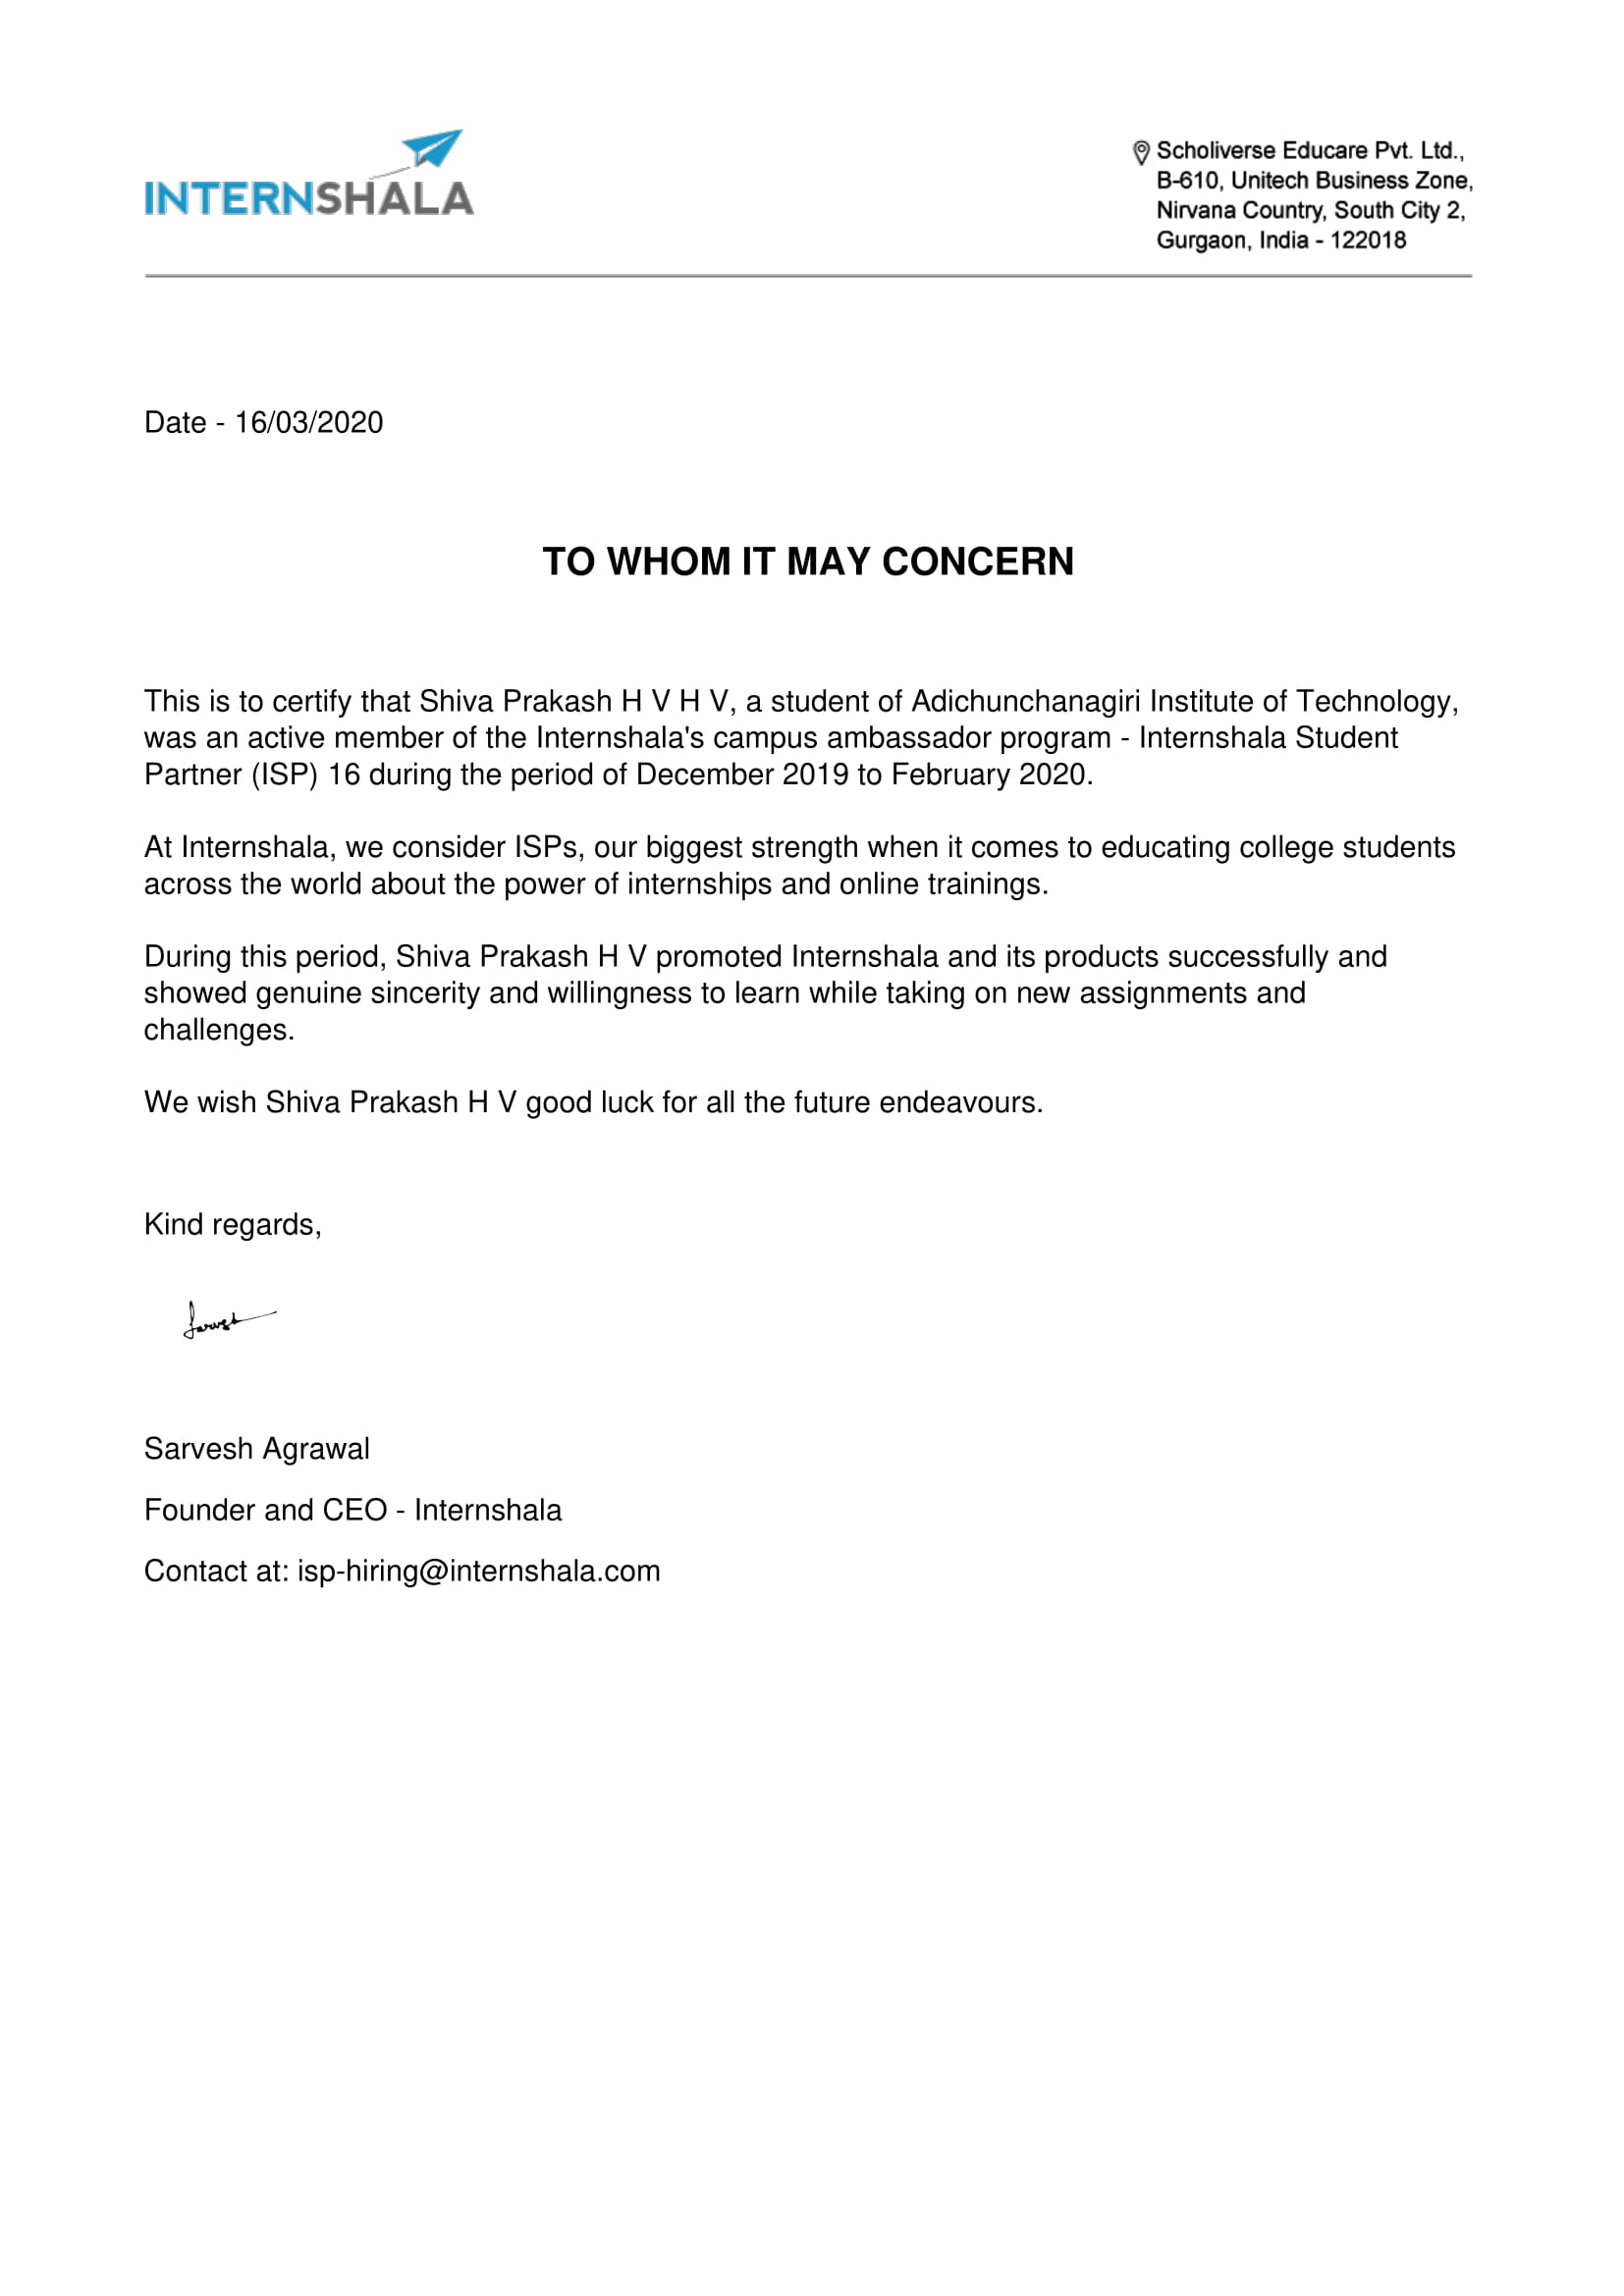 INTERNSHALA
Scholiverse Educare Pvt. Ltd.,
B-610, Unitech Business Zone,
Nirvana Country, South City 2,
Gurgaon, India - 122018
Date - 16/03/2020
TO WHOM IT MAY CONCERN
This is to certify that Shiva Prakash H V H V, a student of Adichunchanagiri Institute of Technology,
was an active member of the Internshala's campus ambassador program - Internshala Student
Partner (ISP) 16 during the period of December 2019 to February 2020.
At Internshala, we consider ISPs, our biggest strength when it comes to educating college students
across the world about the power of internships and online trainings.
During this period, Shiva Prakash H V promoted Internshala and its products successfully and
showed genuine sincerity and willingness to learn while taking on new assignments and
challenges.
We wish Shiva Prakash H V good luck for all the future endeavours.
Kind regards,
Sarvesh Agrawal
Founder and CEO - Internshala
Contact at: isp-hiring@internshala.com